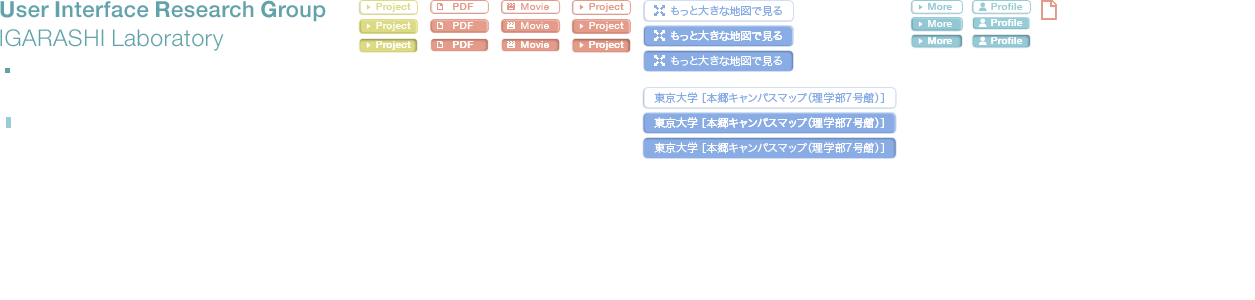 User Interface Research Group
IGARASHI Laboratory
Project
Project
Project
PDF
PDF
PDF
Movie
Movie
Movie
Project
Project
Project
もっと大きな地図で見る
もっと大きな地図で見る
もっと大きな地図で見る
東京大学 [本郷キャンパスマップ(理学部7号館)]
東京大学 [本郷キャンパスマップ(理学部7号館)]
東京大学 [本郷キャンパスマップ(理学部7号館)]
More
More
More
Profile
Profile
Profile